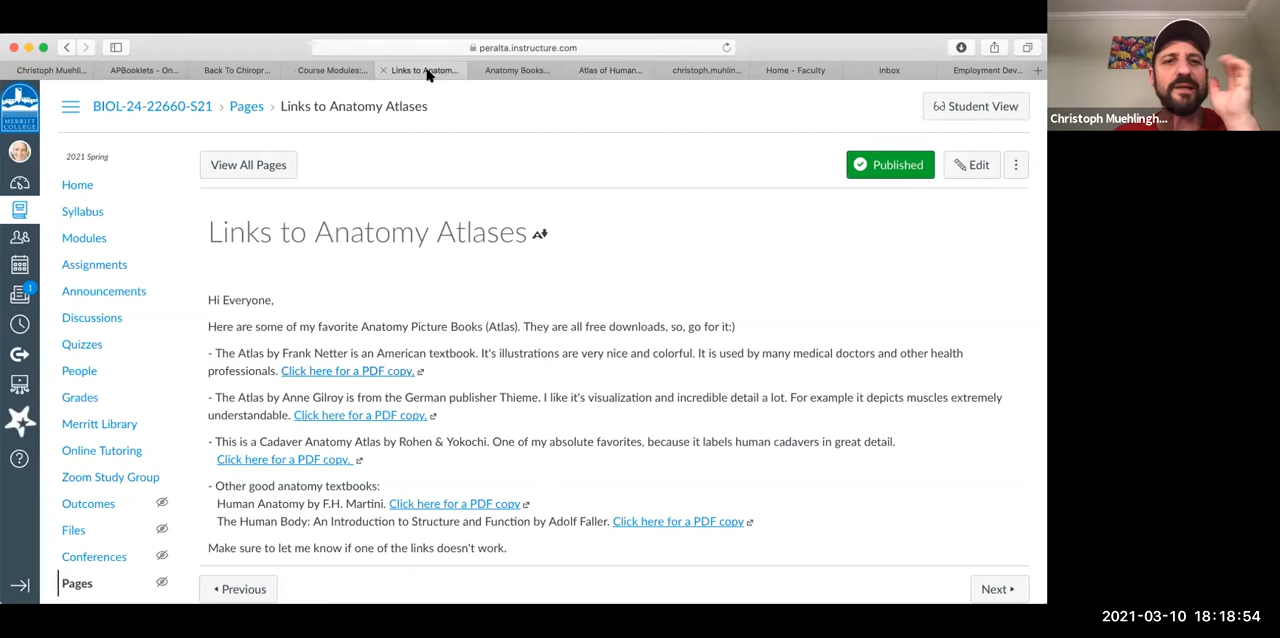 peralta.instructure.com
Christoph Muehli...
APBooklets - On...
Back To Chiropr...
Course Modules:...
Links to Anatom...
Anatomy Books...
Atlas of Human...
christoph.muhlin...
Home - Faculty
inbox
Employment Dev...
MERRITT
COLLEGE
BIOL-24-22660-S21 › Pages › Links to Anatomy Atlases
Student View
Christoph Muehlingh...
2021 Spring
View All Pages
Published
Edit
Home
Syllabus
Modules
Assignments
Announcements
Discussions
Quizzes
People
Grades
Merritt Library
Online Tutoring
Zoom Study Group
Outcomes
Files
Conferences
Pages
1
Links to Anatomy Atlases
Hi Everyone,
Here are some of my favorite Anatomy Picture Books (Atlas). They are all free downloads, so, go for it:)
- The Atlas by Frank Netter is an American textbook. It's illustrations are very nice and colorful. It is used by many medical doctors and other health
professionals. Click here for a PDF copy.
- The Atlas by Anne Gilroy is from the German publisher Thieme. I like it's visualization and incredible detail a lot. For example it depicts muscles extremely
understandable. Click here for a PDF copy.
- This is a Cadaver Anatomy Atlas by Rohen & Yokochi. One of my absolute favorites, because it labels human cadavers in great detail.
Click here for a PDF copy.
- Other good anatomy textbooks:
Human Anatomy by F.H. Martini. Click here for a PDF copy
The Human Body: An Introduction to Structure and Function by Adolf Faller. Click here for a PDF copy
Make sure to let me know if one of the links doesn't work.
Previous
Next
2021-03-10 18:18:54